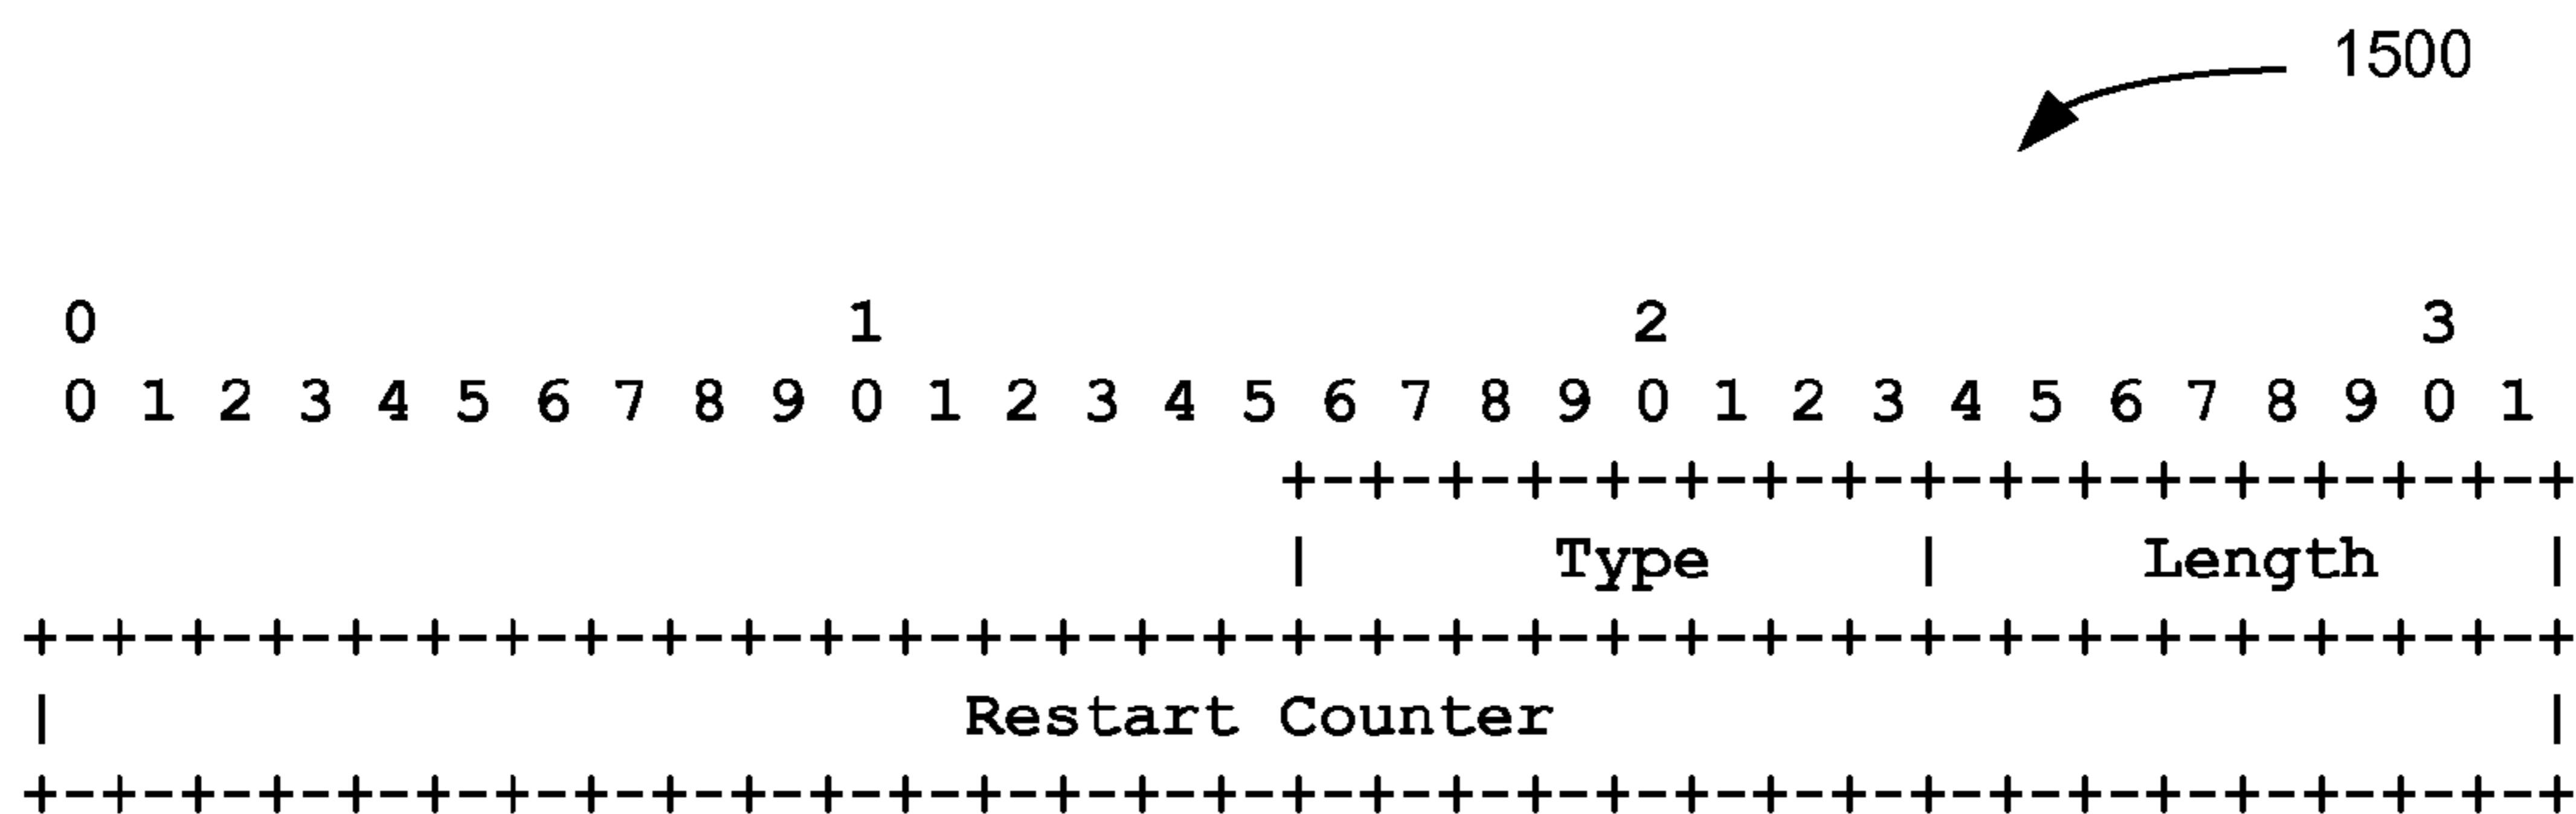 1500
0 1 2 3
0 1 2 3 4 5 6 7 8 9 0 1 2 3 4 5 6 7 8 9 0 1 2 3 4 5 6 7 8 9 0 1
+-+-+-+-+-+-+-+-+-+-+-+-+-+-+-+-+
| Type | Length |
+-+-+-+-+-+-+-+-+-+-+-+-+-+-+-+-+-+-+-+-+-+-+-+-+-+-+-+-+-+-+-+-+
| Restart Counter |
+-+-+-+-+-+-+-+-+-+-+-+-+-+-+-+-+-+-+-+-+-+-+-+-+-+-+-+-+-+-+-+-+